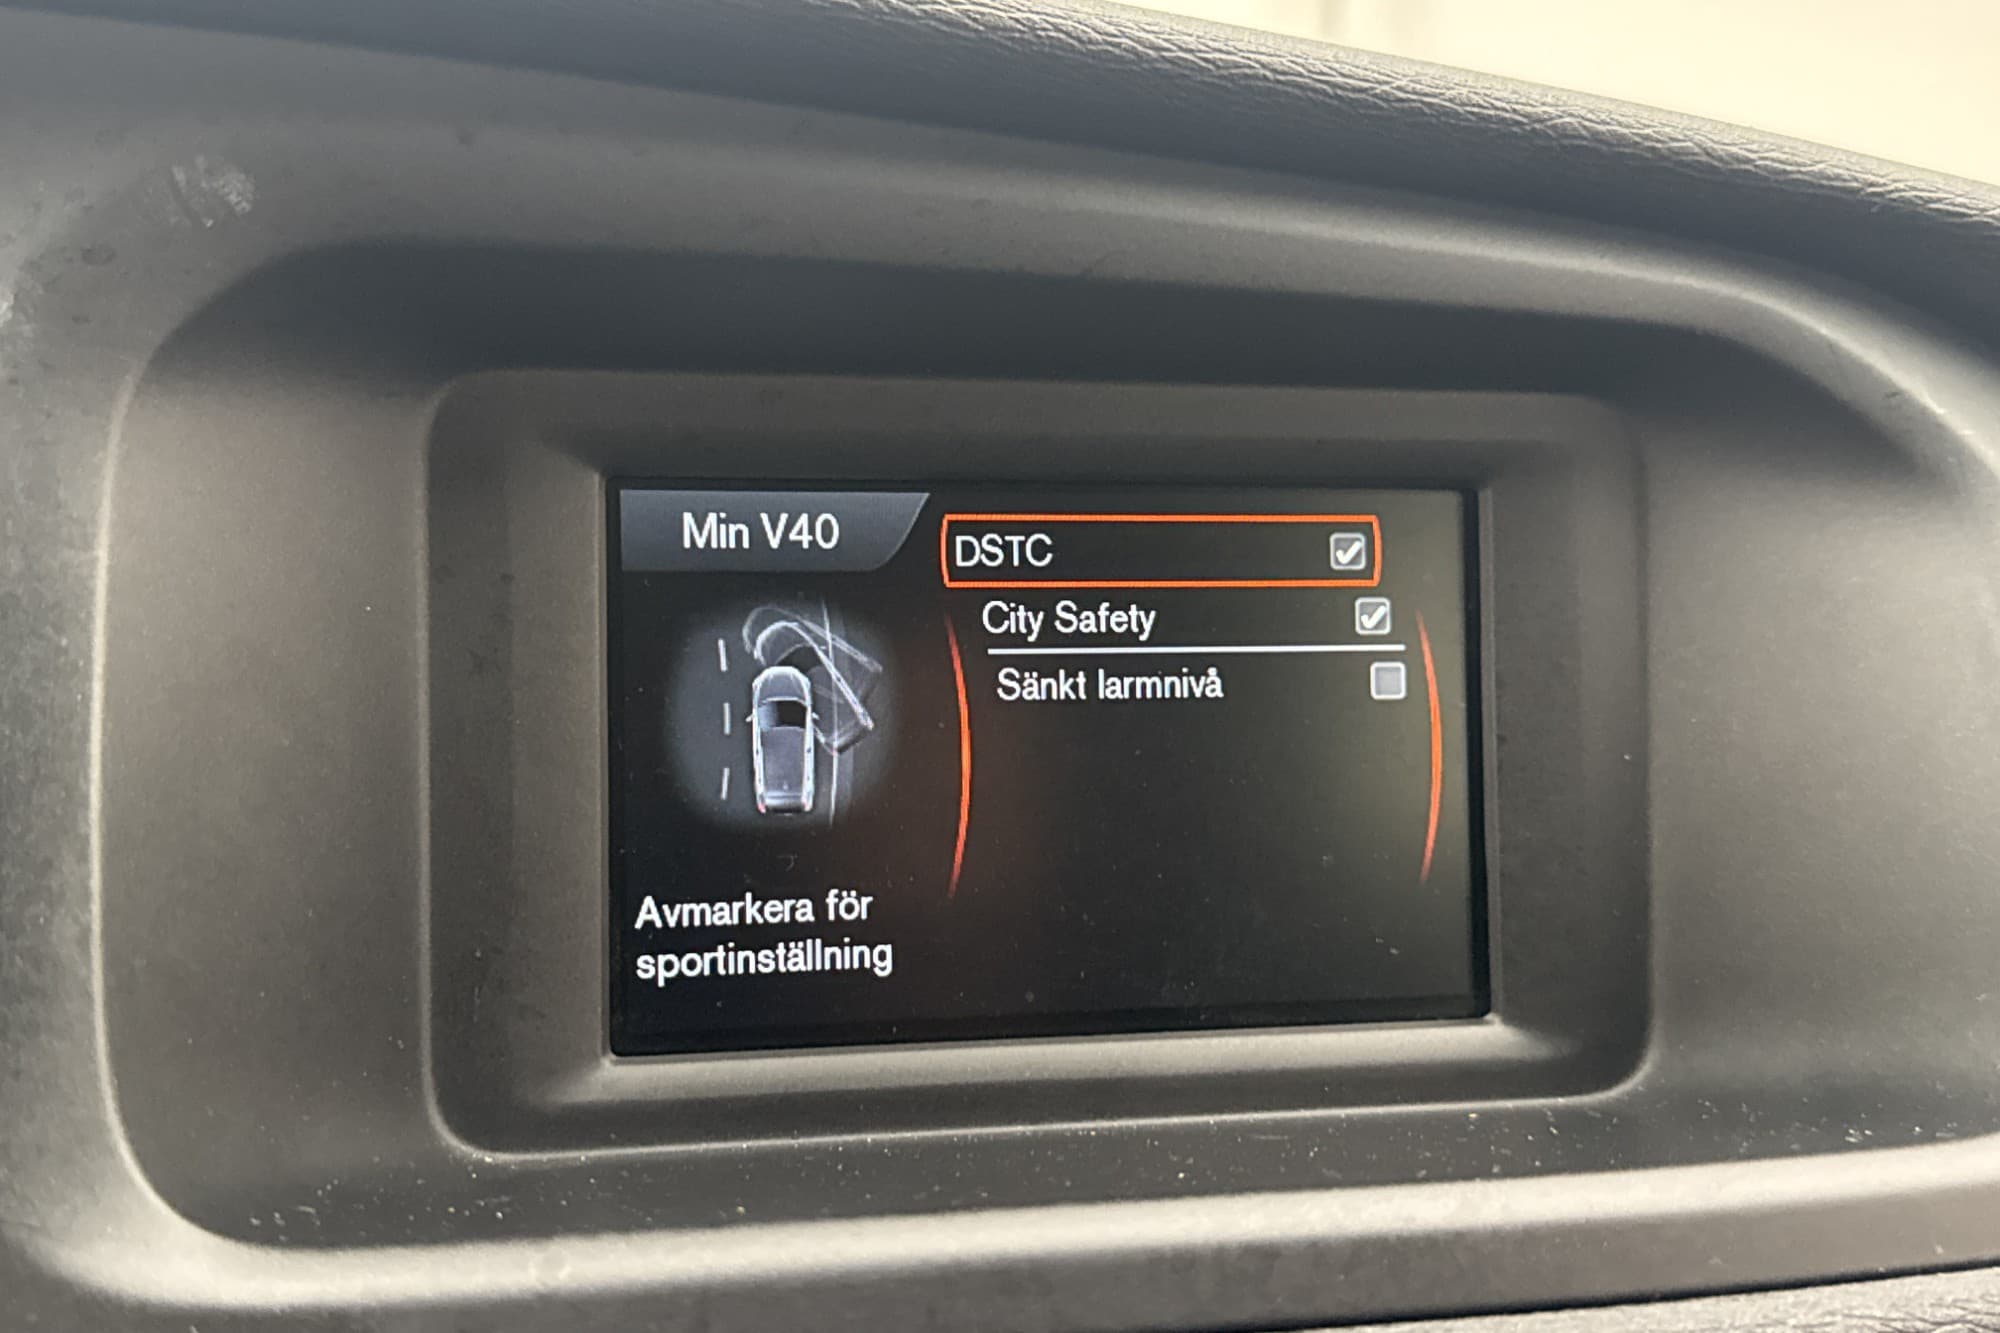 Min V40
DSTC
City Safety
Sänkt larmnivå
Avmarkera för
sportinställning